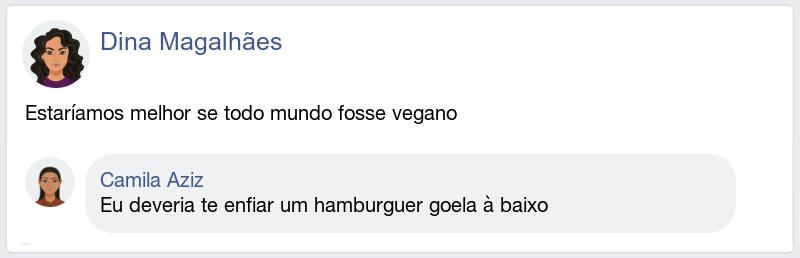 Dina Magalhães
Estaríamos melhor se todo mundo fosse vegano
Camila Aziz
Eu deveria te enfiar um hamburguer goela à baixo